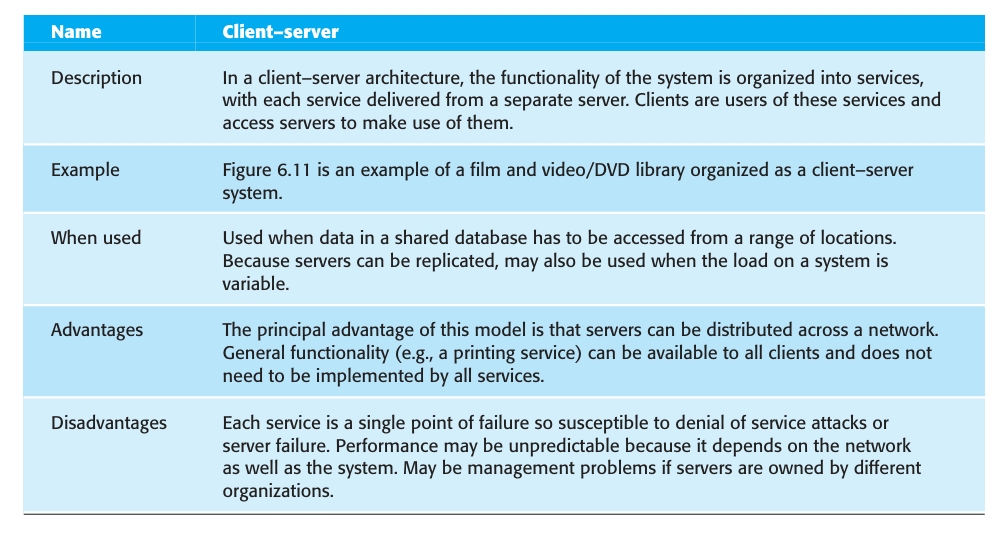 Name Client–server
Description In a client–server architecture, the functionality of the system is organized into services,
with each service delivered from a separate server. Clients are users of these services and
access servers to make use of them.
Example Figure 6.11 is an example of a film and video/DVD library organized as a client–server
system.
When used Used when data in a shared database has to be accessed from a range of locations.
Because servers can be replicated, may also be used when the load on a system is
variable.
Advantages The principal advantage of this model is that servers can be distributed across a network.
General functionality (e.g., a printing service) can be available to all clients and does not
need to be implemented by all services.
Disadvantages Each service is a single point of failure so susceptible to denial of service attacks or
server failure. Performance may be unpredictable because it depends on the network
as well as the system. May be management problems if servers are owned by different
organizations.